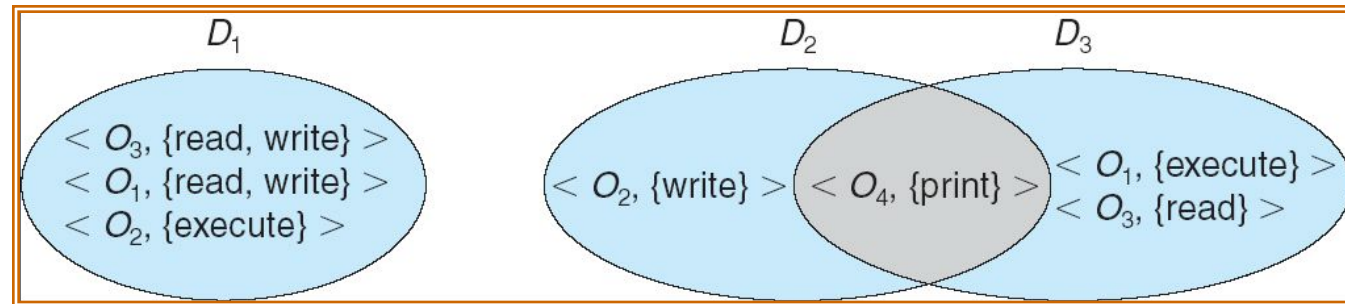 D₁
D₂
D₃
< O₃, {read, write} >
< O₁, {read, write} >
< O₂, {execute} >
< O₂, {write} >
< O₄, {print} >
< O₁, {execute} >
< O₃, {read} >